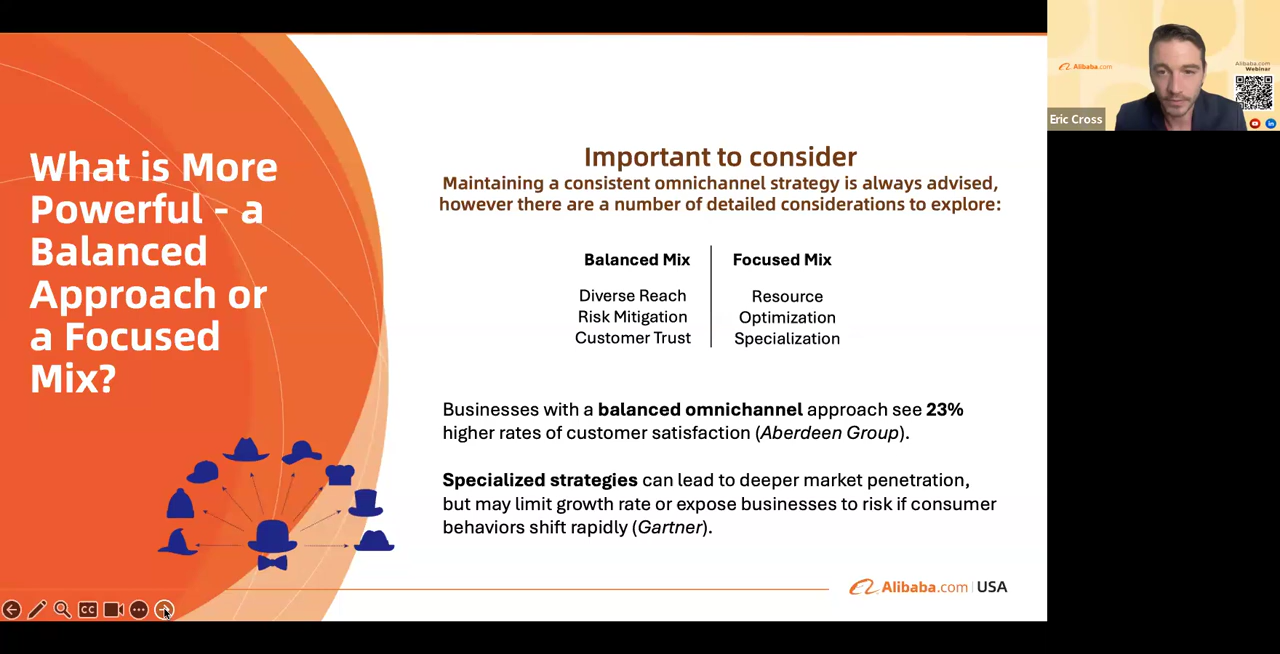 What is More
Powerful - a
Balanced
Approach or
a Focused
Mix?
Important to consider
Maintaining a consistent omnichannel strategy is always advised,
however there are a number of detailed considerations to explore:
Balanced Mix
Diverse Reach
Risk Mitigation
Customer Trust
Focused Mix
Resource
Optimization
Specialization
Businesses with a balanced omnichannel approach see 23%
higher rates of customer satisfaction (Aberdeen Group).
Specialized strategies can lead to deeper market penetration,
but may limit growth rate or expose businesses to risk if consumer
behaviors shift rapidly (Gartner).
Alibaba.com | USA
CC
Alibaba.com
Alibaba.com
Webinar
Eric Cross